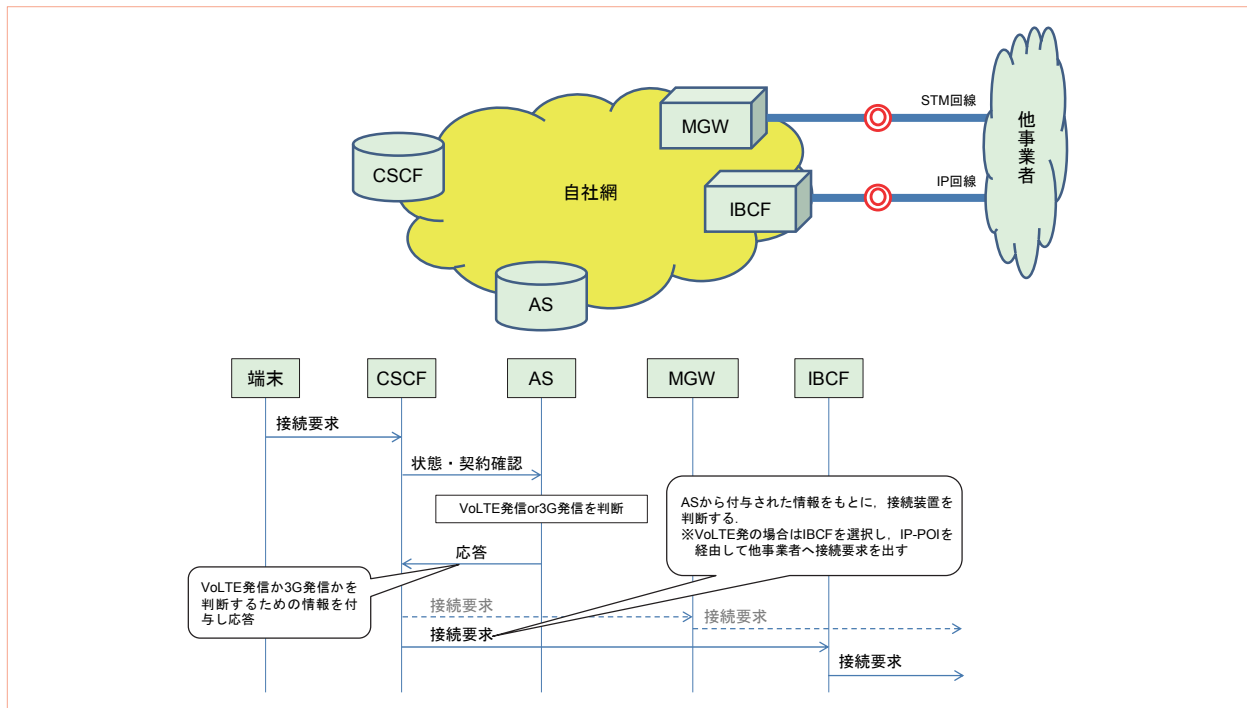 STM回線
MGW
他事業者
CSCF
IP回線
自社網
IBCF
AS
端末
CSCF
AS
MGW
IBCF
接続要求
状態・契約確認
VoLTE発信or3G発信を判断
ASから付与された情報をもとに，接続装置を
判断する.
※VoLTE発の場合はIBCFを選択し，IP-POIを
経由して他事業者へ接続要求を出す
応答
VoLTE発信か3G発信かを
判断するための情報を付
与し応答
接続要求
接続要求
接続要求
接続要求